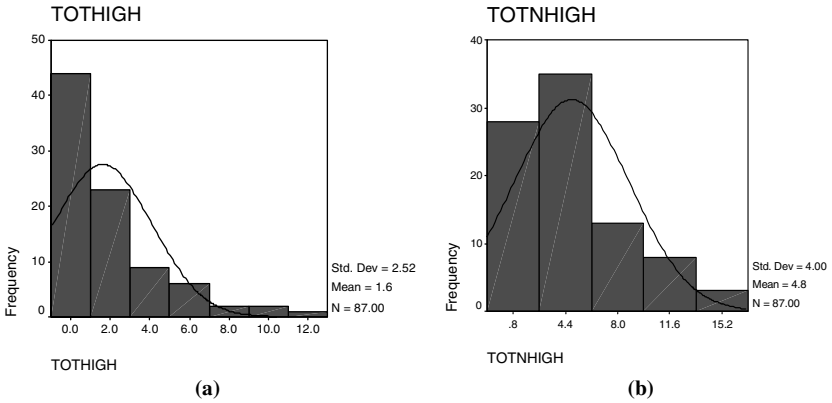 TOTHIGH
50
40
30
20
10
0
Frequency
0.0 2.0 4.0 6.0 8.0 10.0 12.0
Std. Dev = 2.52
Mean = 1.6
N = 87.00
TOTHIGH
(a)
TOTNHIGH
40
30
20
10
0
Frequency
.8 4.4 8.0 11.6 15.2
Std. Dev = 4.00
Mean = 4.8
N = 87.00
TOTNHIGH
(b)